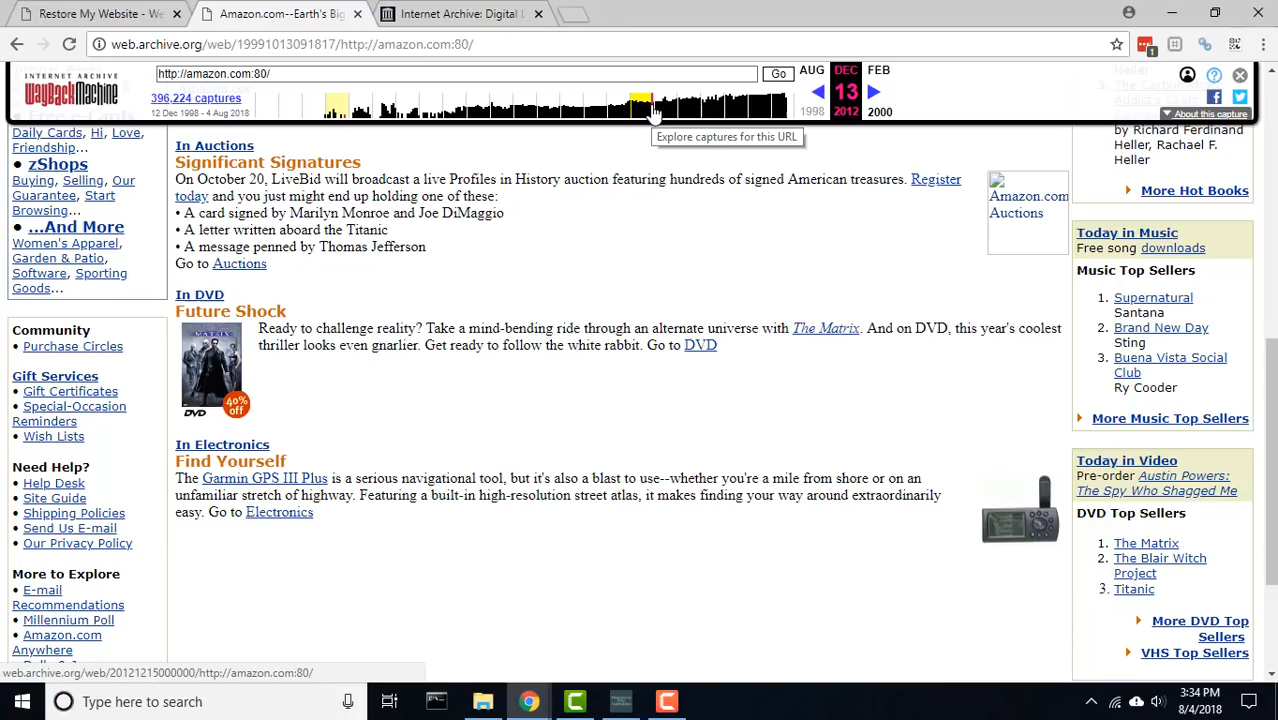 Restore My Website - We
Amazon.com--Earth's Big
Internet Archive: Digital L
web.archive.org/web/19991013091817/http://amazon.com:80/
1
INTERNET ARCHIVE
WayBackMachine
http://amazon.com:80/
Go
AUG
DEC
FEB
396,224 captures
13
12 Dec 1998 - 4 Aug 2018
1998
2012
2000
About this capture
Explore captures for this URL
Daily Cards, Hi, Love,
Friendship...
• zShops
Buying, Selling, Our
Guarantee, Start
Browsing...
• ...And More
Women's Apparel,
Garden & Patio,
Software, Sporting
Goods...
Community
• Purchase Circles
Gift Services
• Gift Certificates
• Special-Occasion
Reminders
• Wish Lists
Need Help?
• Help Desk
• Site Guide
• Shipping Policies
• Send Us E-mail
• Our Privacy Policy
More to Explore
• E-mail
Recommendations
• Millennium Poll
• Amazon.com
Anywhere
In Auctions
Significant Signatures
On October 20, LiveBid will broadcast a live Profiles in History auction featuring hundreds of signed American treasures. Register
today and you just might end up holding one of these:
• A card signed by Marilyn Monroe and Joe DiMaggio
• A letter written aboard the Titanic
• A message penned by Thomas Jefferson
Go to Auctions
Amazon.com
Auctions
In DVD
Future Shock
Ready to challenge reality? Take a mind-bending ride through an alternate universe with The Matrix. And on DVD, this year's coolest
thriller looks even gnarlier. Get ready to follow the white rabbit. Go to DVD
40%
off
DVD
In Electronics
Find Yourself
The Garmin GPS III Plus is a serious navigational tool, but it's also a blast to use--whether you're a mile from shore or on an
unfamiliar stretch of highway. Featuring a built-in high-resolution street atlas, it makes finding your way around extraordinarily
easy. Go to Electronics
Heller
3. The Carbohydrate
Addict's
by Richard Ferdinand
Heller, Rachael F.
Heller
More Hot Books
Today in Music
Free song downloads
Music Top Sellers
1. Supernatural
Santana
2. Brand New Day
Sting
3. Buena Vista Social
Club
Ry Cooder
More Music Top Sellers
Today in Video
Pre-order Austin Powers:
The Spy Who Shagged Me
DVD Top Sellers
1. The Matrix
2. The Blair Witch
Project
3. Titanic
More DVD Top
Sellers
VHS Top Sellers
web.archive.org/web/20121215000000/http://amazon.com:80/
Type here to search
3:34 PM
8/4/2018